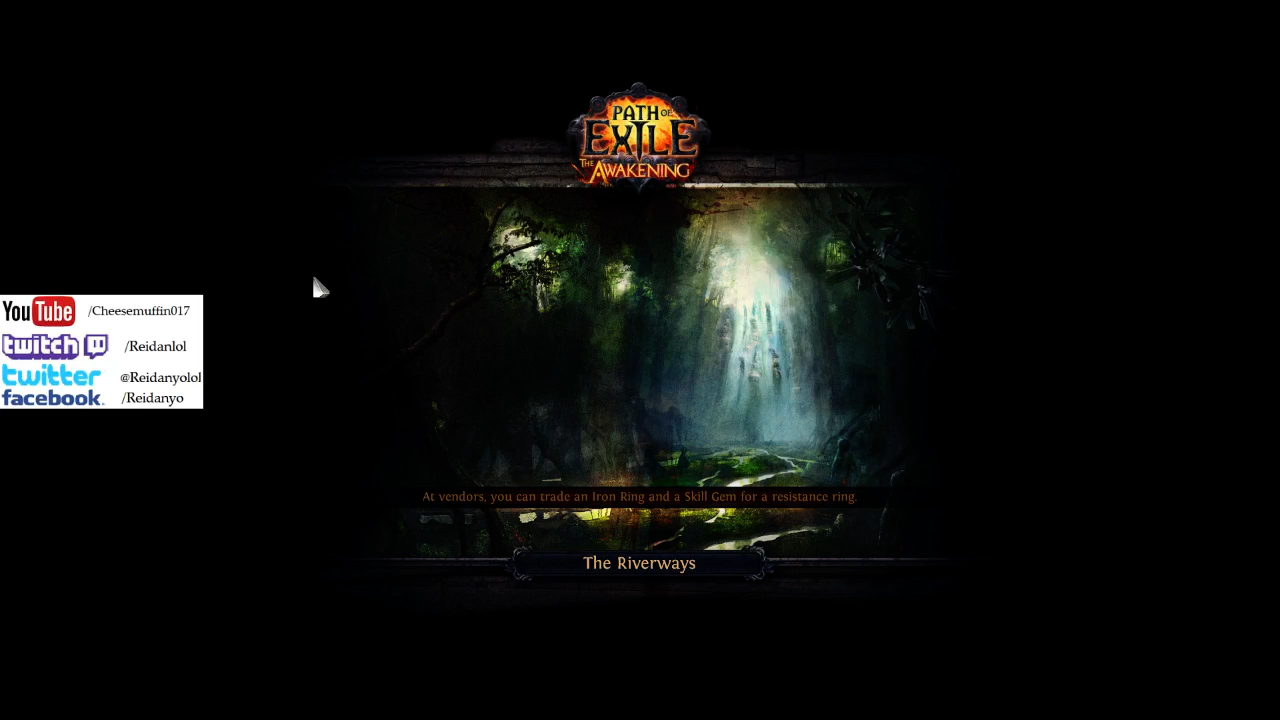 PATH OF
EXILE
THE AWAKENING
YouTube /Cheesemuffin017
twitch /Reidanlol
twitter @Reidanyolol
facebook. /Reidanyo
At vendors, you can trade an Iron Ring and a Skill Gem for a resistance ring.
The Riverways